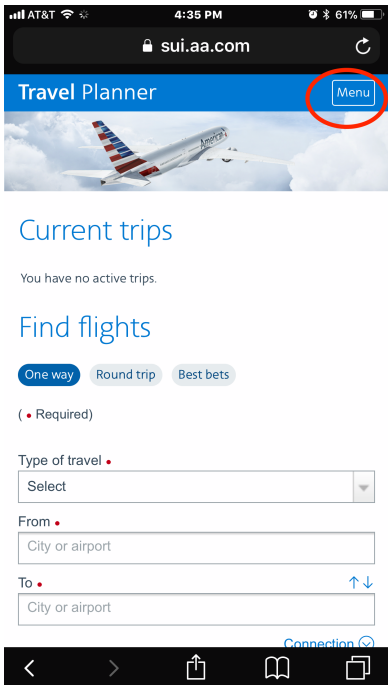 AT&T 4:35 PM 61%
sui.aa.com
Travel Planner Menu
American
Current trips
You have no active trips.
Find flights
One way Round trip Best bets
( • Required)
Type of travel •
Select
From •
City or airport
To • ↑↓
City or airport
Connection